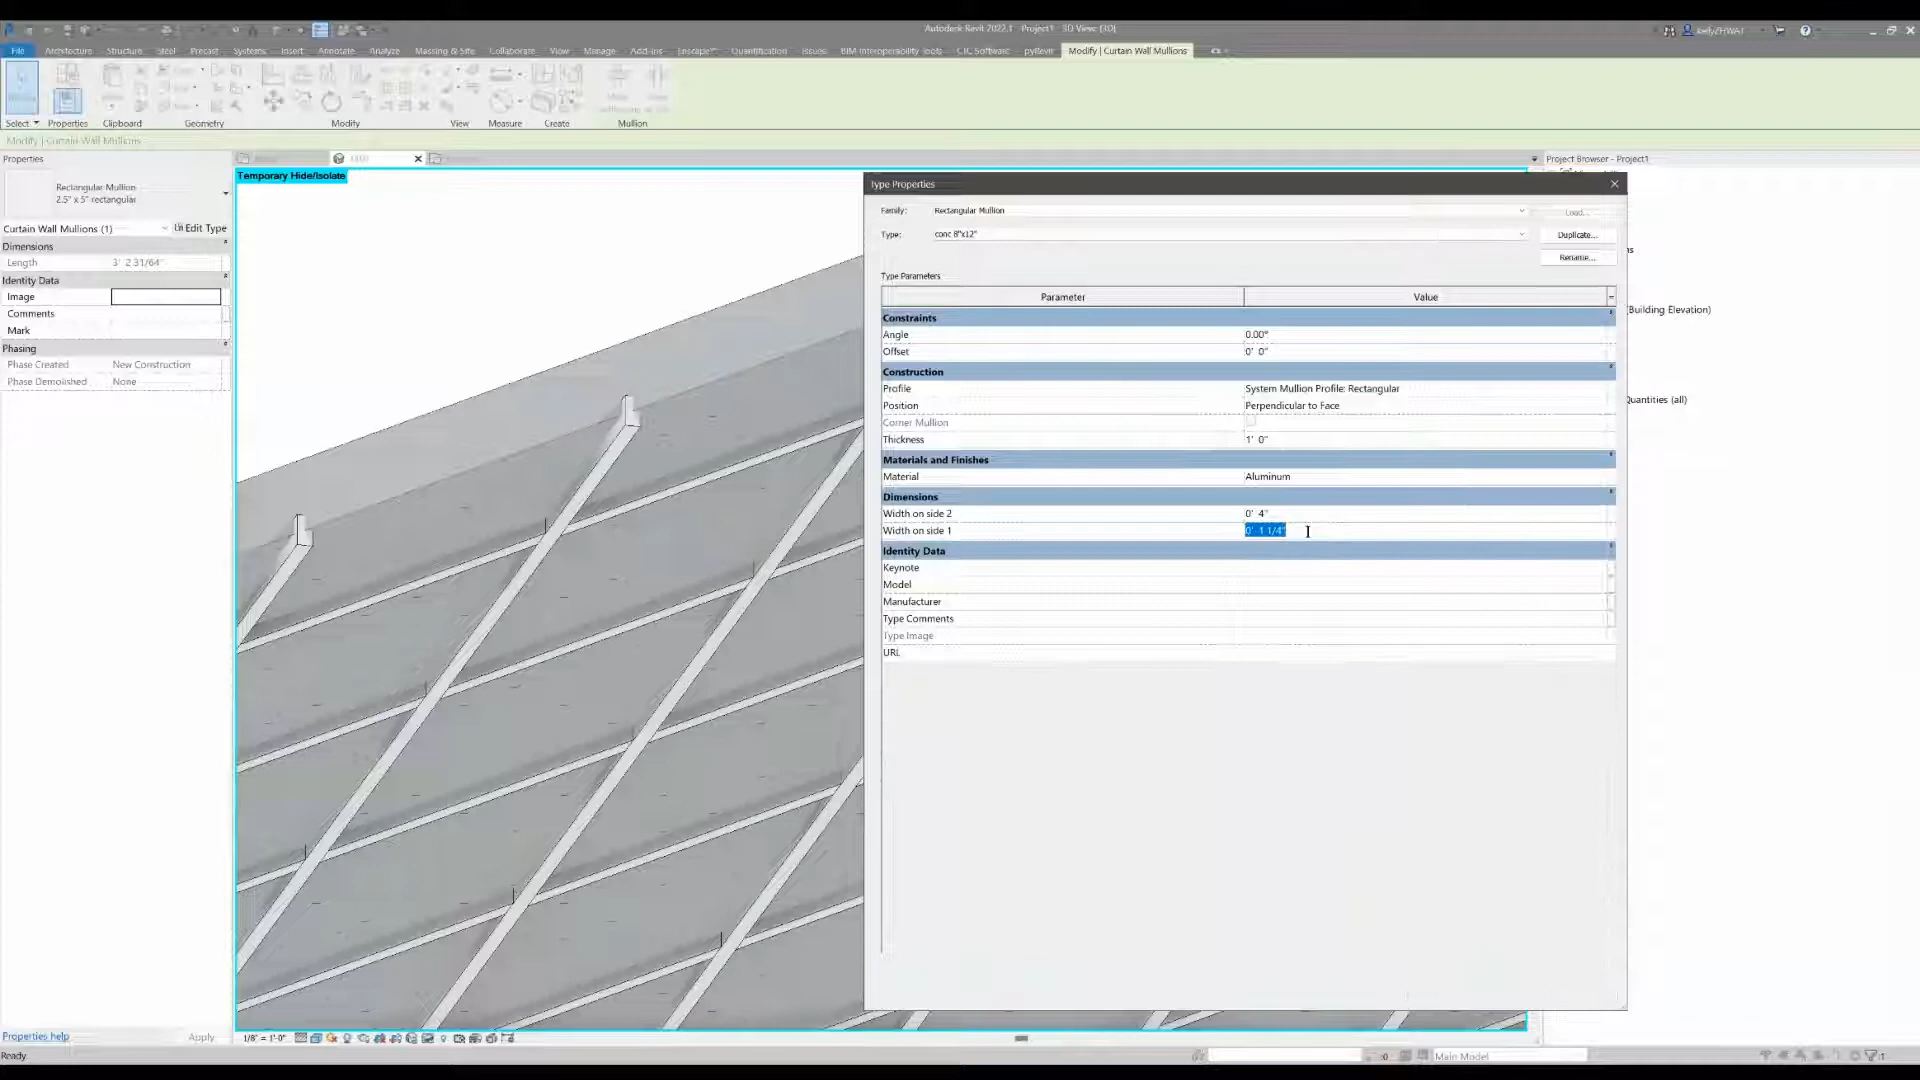 Autodesk Revit 2022.1 - Project1 - 3D View: {3D}
File Architecture Structure Steel Precast Systems Insert Annotate Analyze Massing & Site Collaborate View Manage Add-Ins Enscape™ Quantification Issues BIM Interoperability Tools CTC Software pyRevit Modify | Curtain Wall Mullions
Select Properties Clipboard Geometry Modify View Measure Create Mullion
Modify | Curtain Wall Mullions
Properties
Rectangular Mullion
2.5" x 5" rectangular
Curtain Wall Mullions (1) Edit Type
Dimensions
Length 3' 2 31/64"
Identity Data
Image
Comments
Mark
Phasing
Phase Created New Construction
Phase Demolished None
Properties help Apply
Ready
Temporary Hide/Isolate
1/8" = 1'-0"
Type Properties
Family: Rectangular Mullion Load...
Type: conc 8"x12" Duplicate...
Rename...
Type Parameters
Parameter Value =
Constraints
Angle 0.00°
Offset 0' 0"
Construction
Profile System Mullion Profile: Rectangular
Position Perpendicular to Face
Corner Mullion
Thickness 1' 0"
Materials and Finishes
Material Aluminum
Dimensions
Width on side 2 0' 4"
Width on side 1 0' 1 1/4"
Identity Data
Keynote
Model
Manufacturer
Type Comments
Type Image
URL
Project Browser - Project1
(Building Elevation)
Quantities (all)
:0 Main Model :1